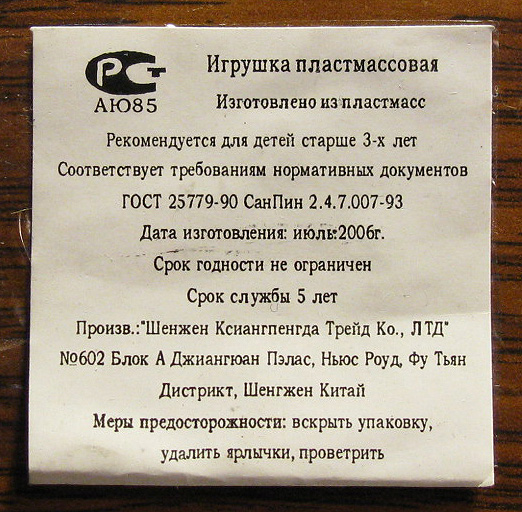 РСТ
АЮ85
Игрушка пластмассовая
Изготовлено из пластмасс
Рекомендуется для детей старше 3-х лет
Соответствует требованиям нормативных документов
ГОСТ 25779-90 СанПин 2.4.7.007-93
Дата изготовления: июль:2006г.
Срок годности не ограничен
Срок службы 5 лет
Произв.:"Шенжен Ксиангпенгда Трейд Ко., ЛТД"
№602 Блок А Джиангюан Пэлас, Ньюс Роуд, Фу Тьян
Дистрикт, Шенгжен Китай
Меры предосторожности: вскрыть упаковку,
удалить ярлычки, проветрить